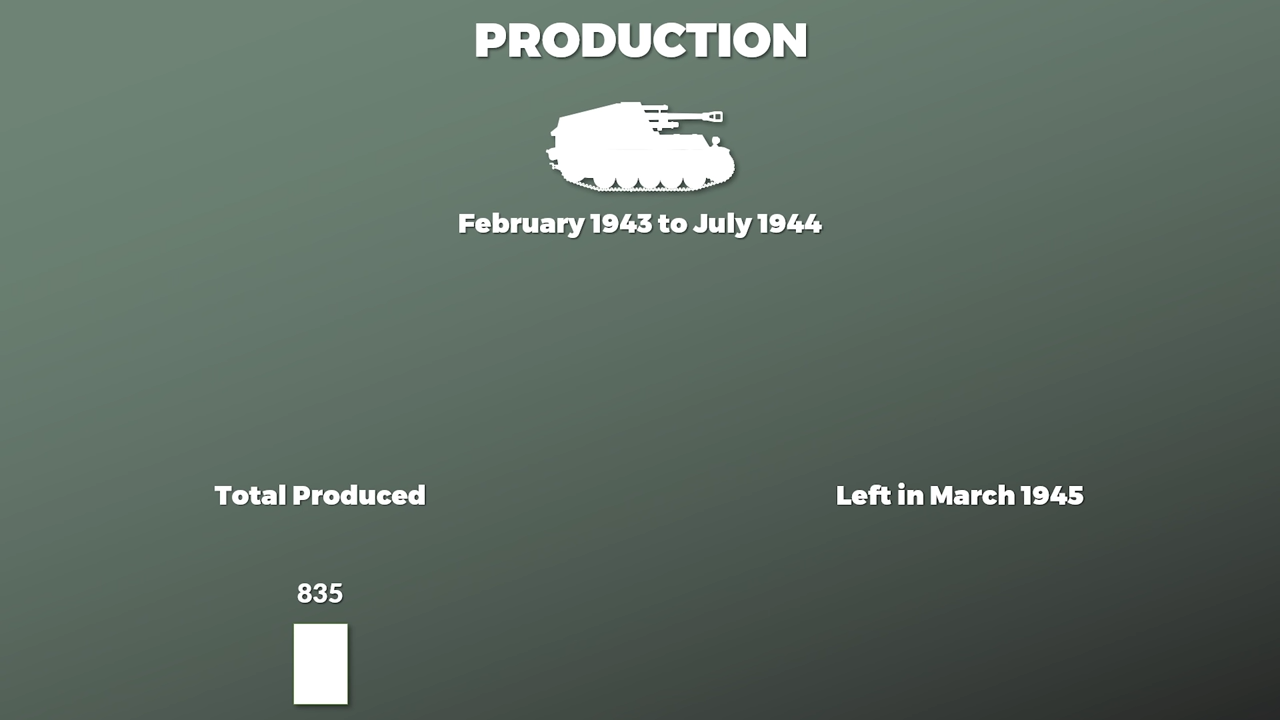 PRODUCTION
February 1943 to July 1944
Total Produced
Left in March 1945
835